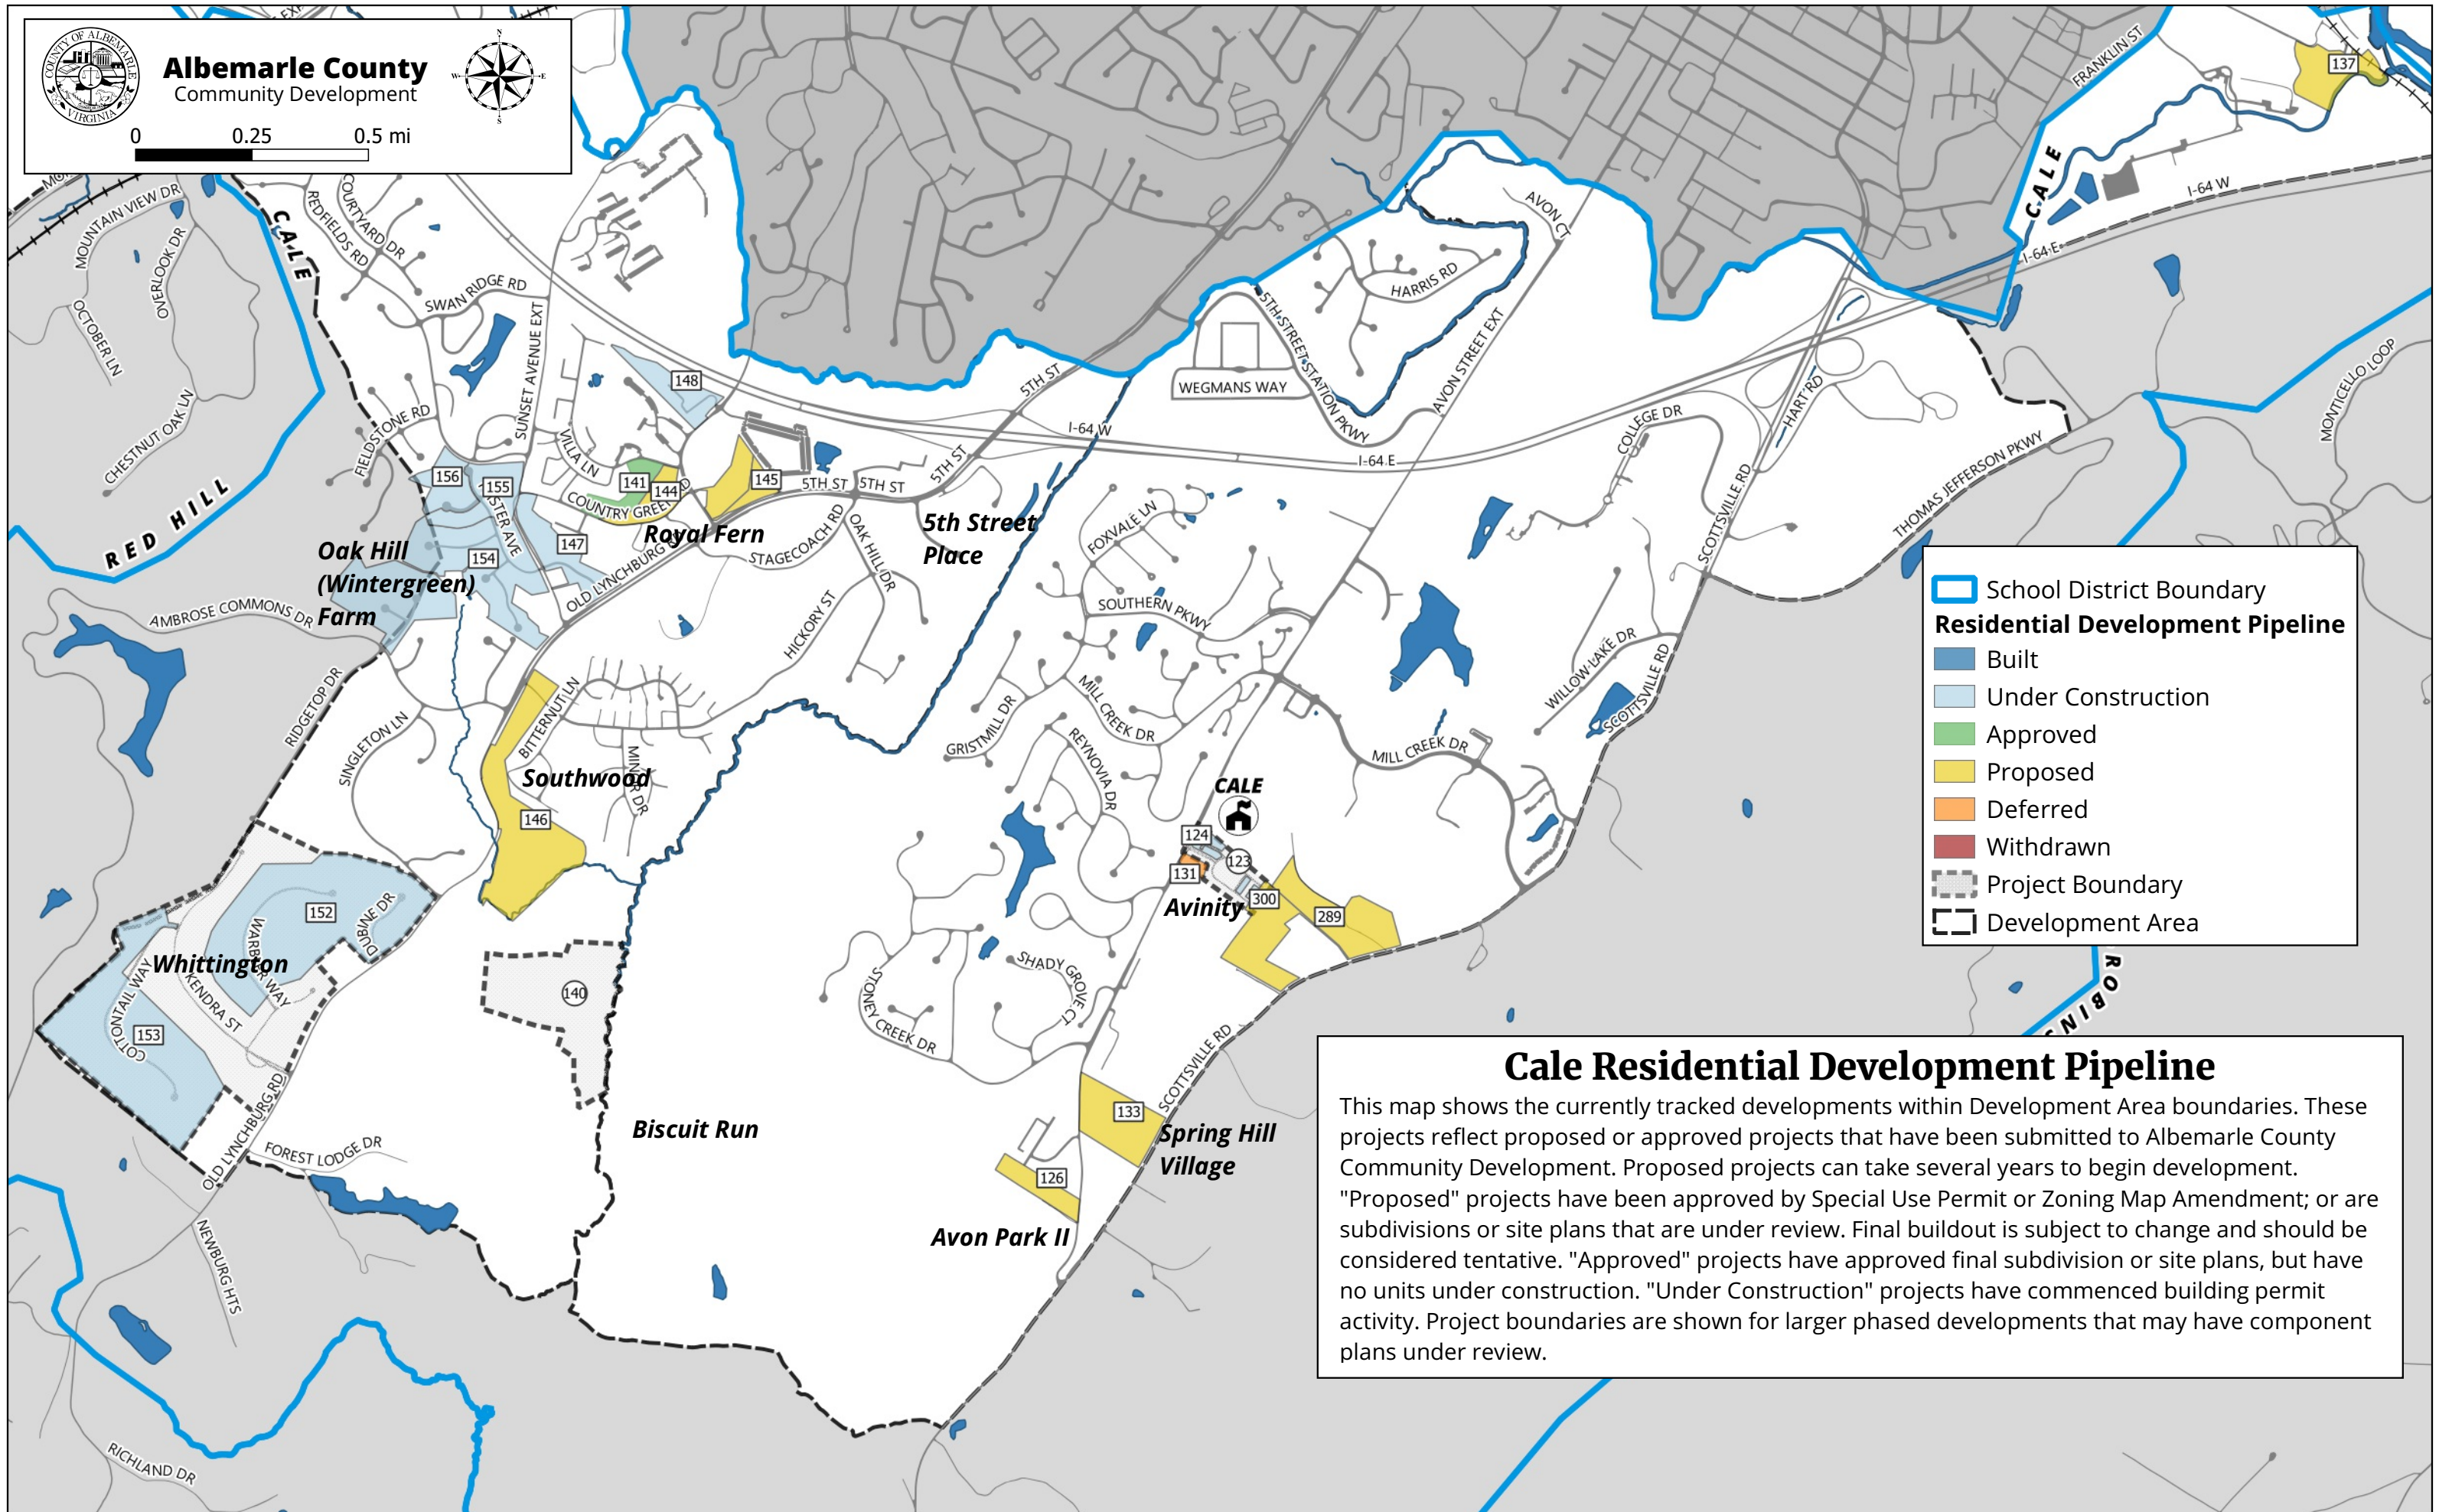 COUNTY OF ALBEMARLE
VIRGINIA
Albemarle County
Community Development
N
W
E
S
0 0.25 0.5 mi
FRANKLIN ST
137
MOUNTAIN VIEW DR
OVERLOOK DR
OCTOBER LN
CHESTNUT OAK LN
RED HILL
CALE
REDFIELDS RD
COURTYARD DR
SWAN RIDGE RD
SUNSET AVENUE EXT
FIELDSTONE RD
VILLA LN
148
156
155
141
144
145
COUNTRY GREEN RD
147
154
Royal Fern
OLD LYNCHBURG RD
Oak Hill
(Wintergreen)
Farm
AMBROSE COMMONS DR
RIDGETOP DR
SINGLETON LN
5TH ST
5TH ST
5TH ST
5TH ST
STAGECOACH RD
OAK HILL DR
HICKORY ST
5th Street
Place
I-64 W
I-64 E
WEGMANS WAY
5TH STREET STATION PKWY
HARRIS RD
AVON CT
AVON STREET EXT
CALE
I-64 W
I-64 E
COLLEGE DR
HART RD
SCOTTSVILLE RD
THOMAS JEFFERSON PKWY
MONTICELLO LOOP
FOXVALE LN
SOUTHERN PKWY
MILL CREEK DR
GRISTMILL DR
REYNOVIA DR
MILL CREEK DR
WILLOW LAKE DR
SCOTTSVILLE RD
BITTERNUT LN
MINOR DR
Southwood
146
CALE
124
123
131
300
289
Avinity
152
DUBINE DR
WARBLER WAY
Whittington
KENDRA ST
COTTONTAIL WAY
153
140
STONEY CREEK DR
SHADY GROVE CT
SCOTTSVILLE RD
133
Spring Hill
Village
126
Avon Park II
Biscuit Run
OLD LYNCHBURG RD
FOREST LODGE DR
NEWBURG HTS
RICHLAND DR
School District Boundary
Residential Development Pipeline
Built
Under Construction
Approved
Proposed
Deferred
Withdrawn
Project Boundary
Development Area
Cale Residential Development Pipeline
This map shows the currently tracked developments within Development Area boundaries. These
projects reflect proposed or approved projects that have been submitted to Albemarle County
Community Development. Proposed projects can take several years to begin development.
"Proposed" projects have been approved by Special Use Permit or Zoning Map Amendment; or are
subdivisions or site plans that are under review. Final buildout is subject to change and should be
considered tentative. "Approved" projects have approved final subdivision or site plans, but have
no units under construction. "Under Construction" projects have commenced building permit
activity. Project boundaries are shown for larger phased developments that may have component
plans under review.